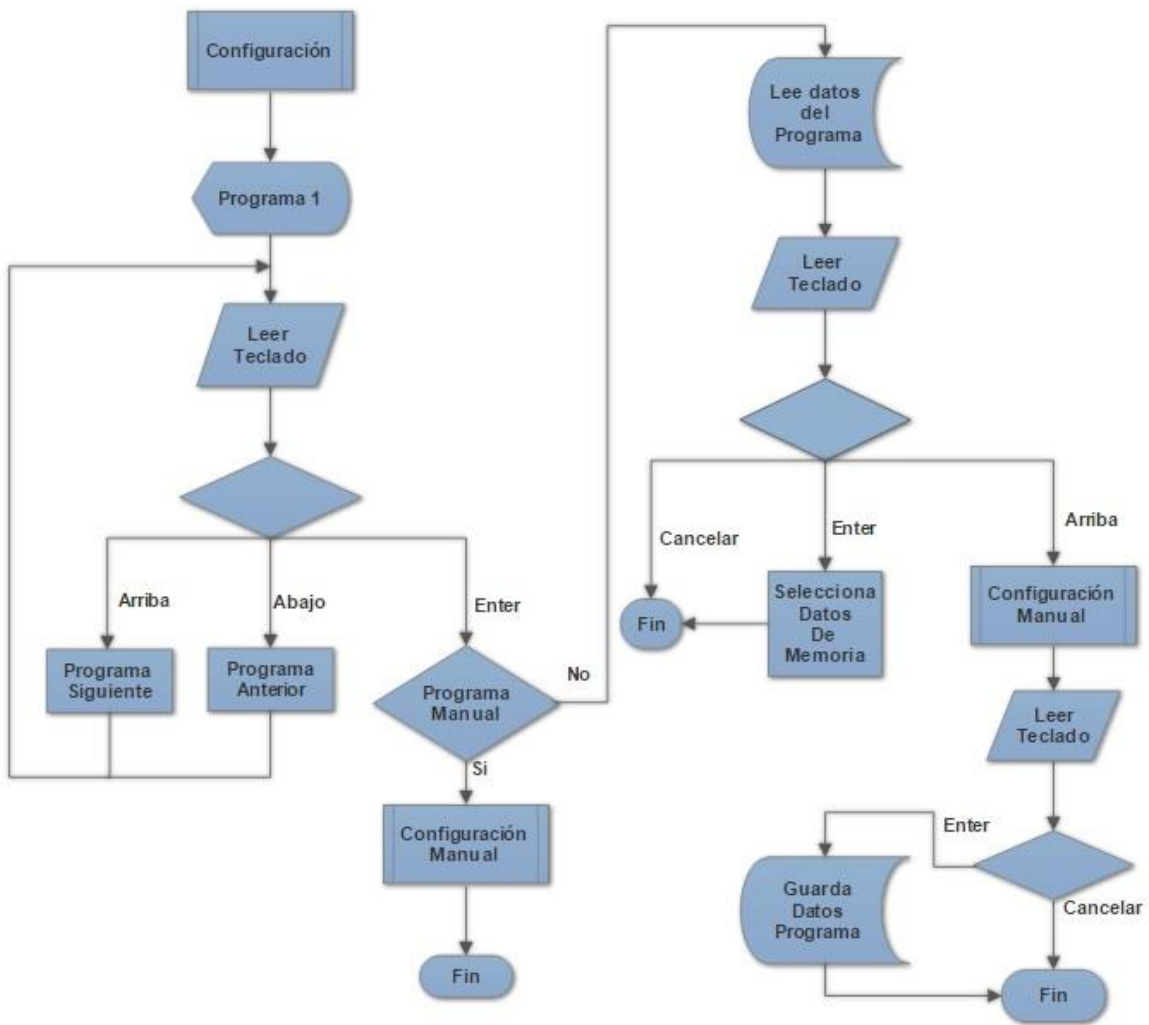 Configuración
Programa 1
Leer
Teclado
Arriba
Abajo
Enter
Programa
Siguiente
Programa
Anterior
Programa
Manual
No
Si
Configuración
Manual
Fin
Lee datos
del
Programa
Leer
Teclado
Cancelar
Enter
Arriba
Fin
Selecciona
Datos
De
Memoria
Configuración
Manual
Leer
Teclado
Enter
Cancelar
Guarda
Datos
Programa
Fin